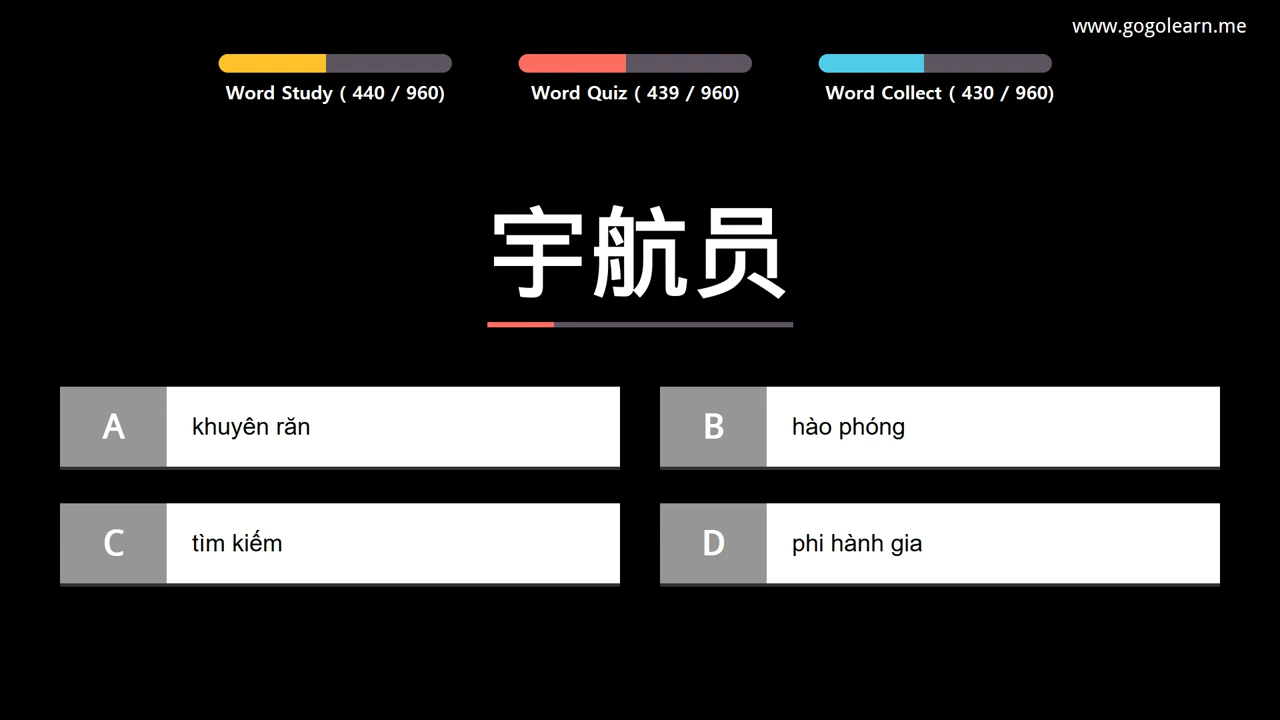 www.gogolearn.me
Word Study ( 440 / 960)
Word Quiz ( 439 / 960)
Word Collect ( 430 / 960)
宇航员
A khuyên răn
B hào phóng
C tìm kiếm
D phi hành gia